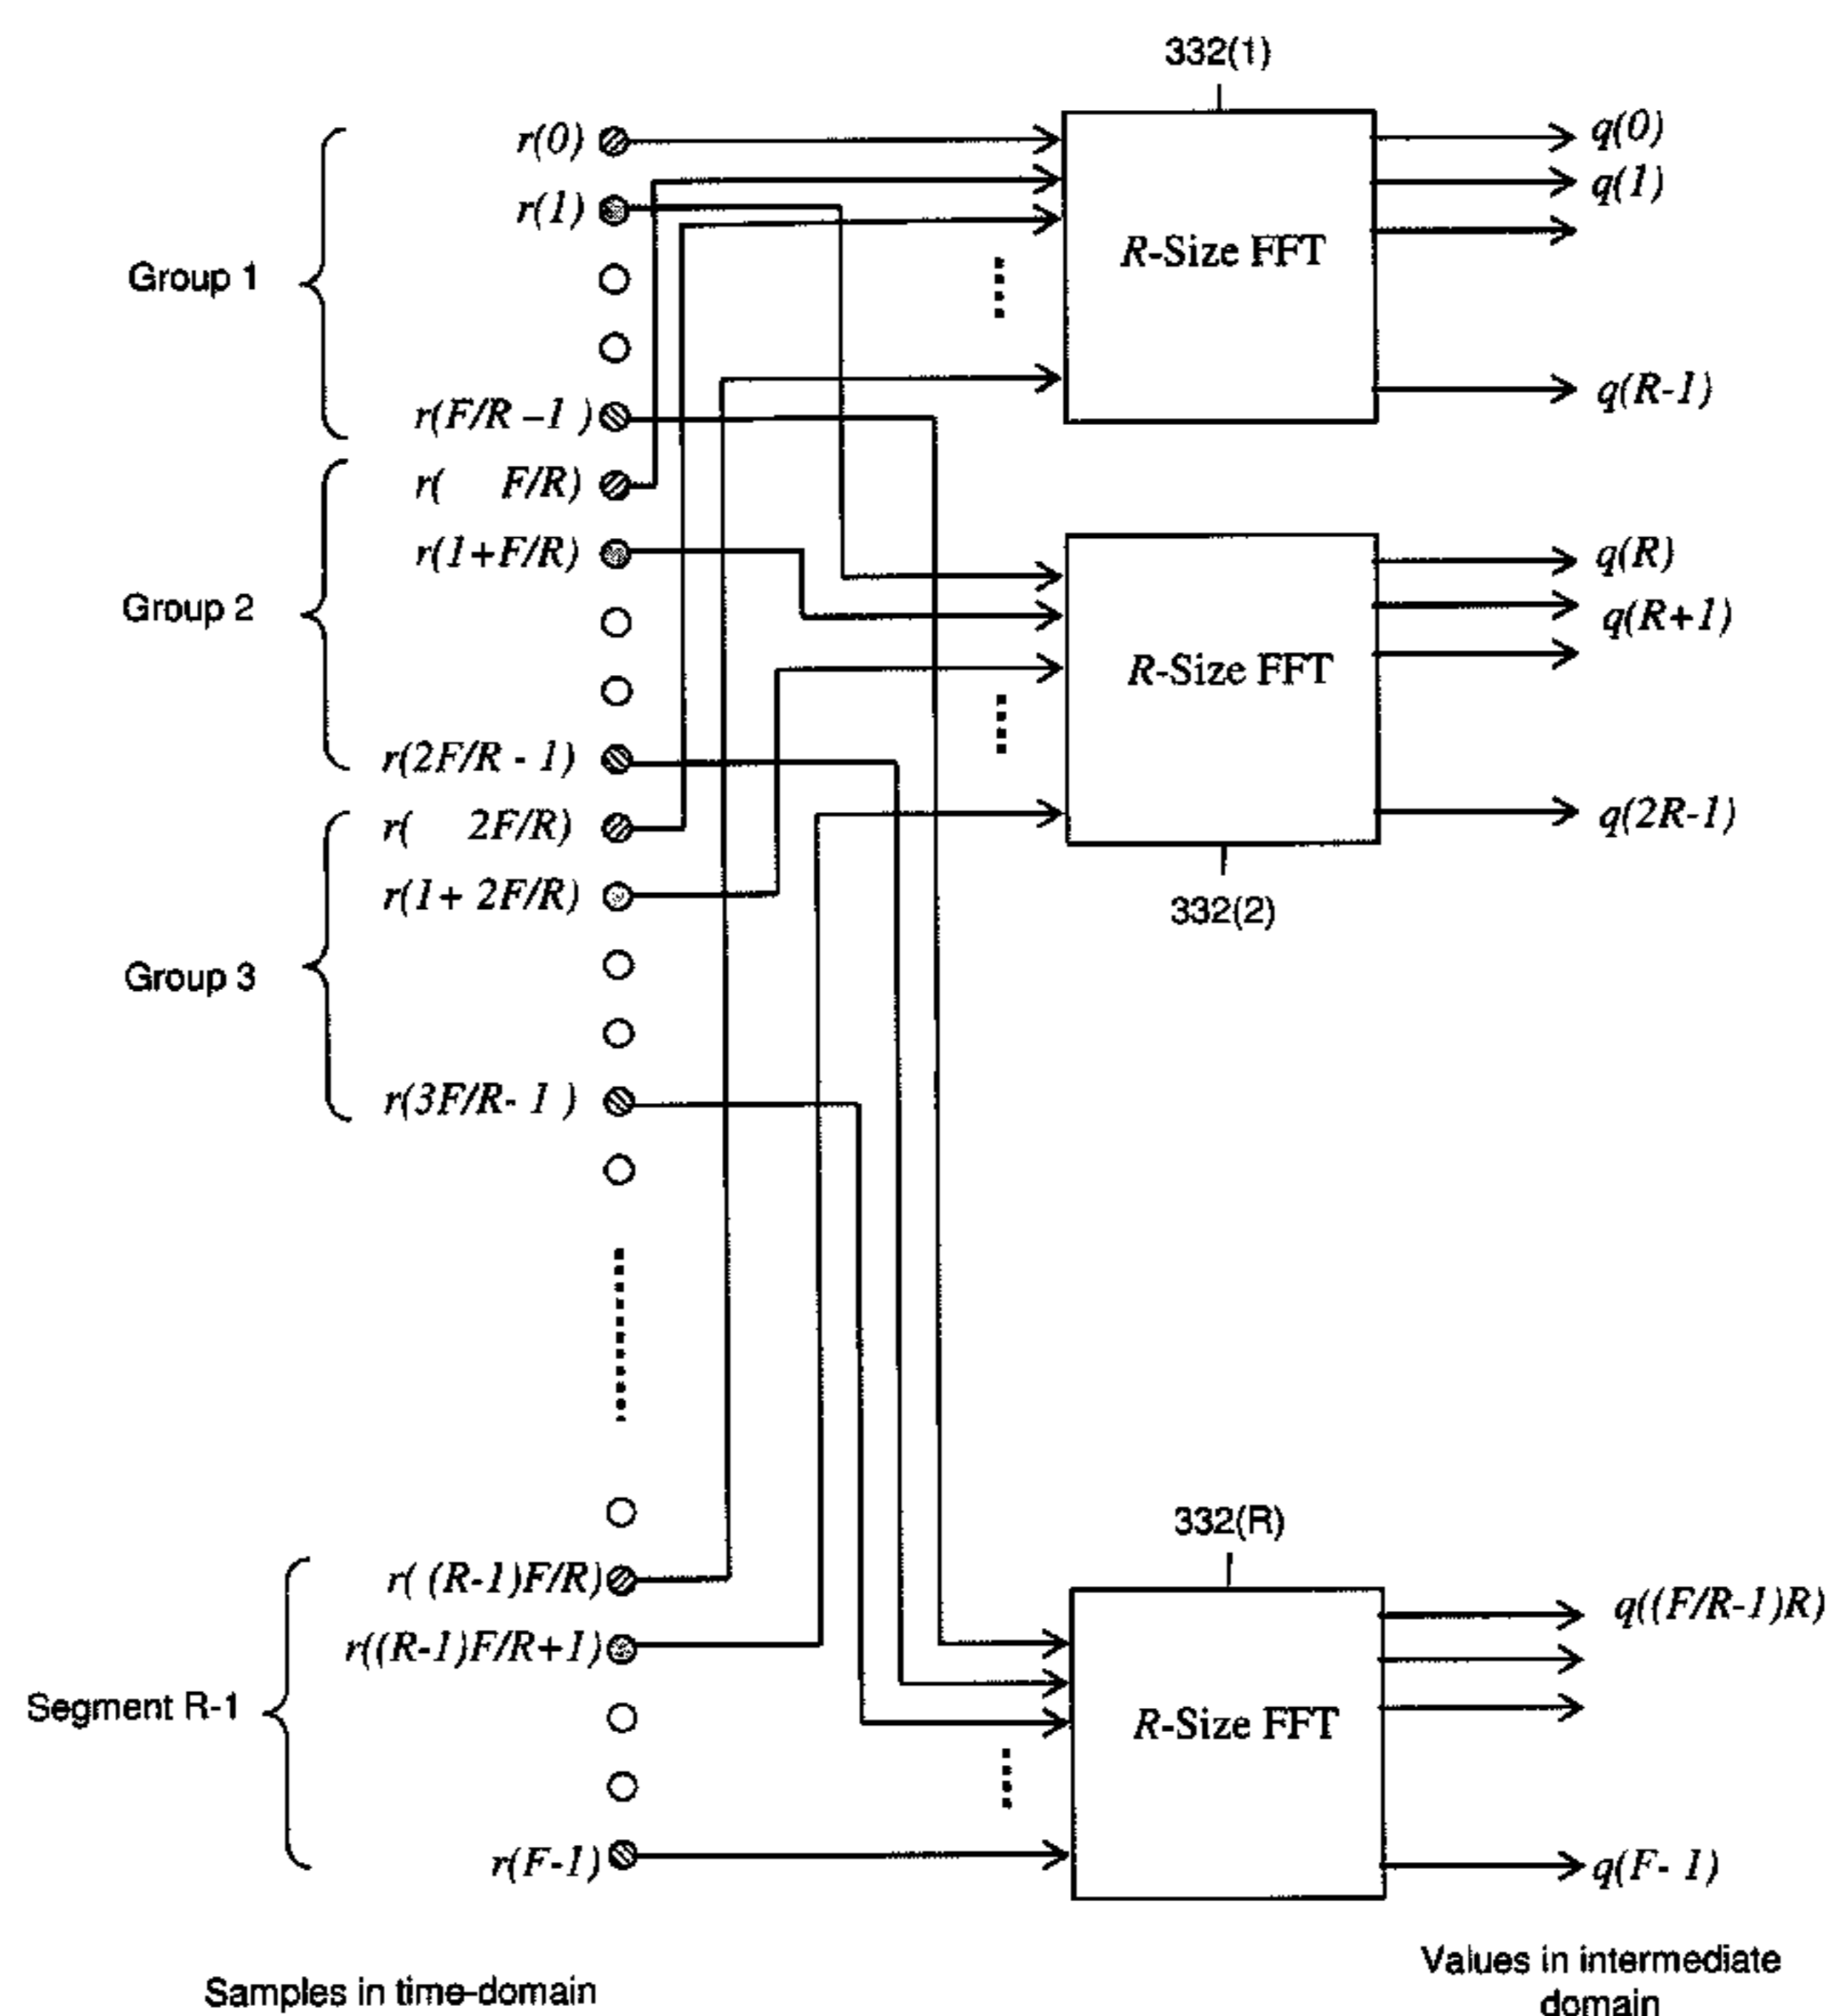 332(1)
r(0)
q(0)
r(1)
q(1)
Group 1
R-Size FFT
r(F/R –1 )
q(R-1)
r( F/R)
r(1+F/R)
q(R)
Group 2
q(R+1)
R-Size FFT
r(2F/R - 1)
q(2R-1)
r( 2F/R)
r(1+ 2F/R)
332(2)
Group 3
r(3F/R- 1 )
332(R)
r( (R-1)F/R)
q((F/R-1)R)
r((R-1)F/R+1)
Segment R-1
R-Size FFT
r(F-1)
q(F- 1)
Samples in time-domain
Values in intermediate
domain